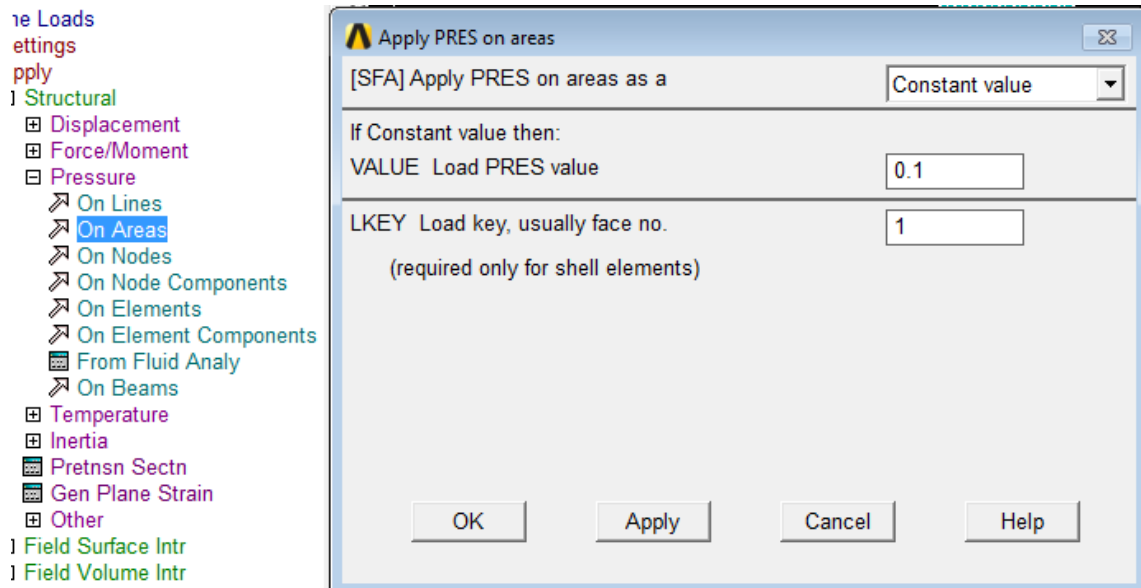 ne Loads
ettings
pply
Structural
Displacement
Force/Moment
Pressure
On Lines
On Areas
On Nodes
On Node Components
On Elements
On Element Components
From Fluid Analy
On Beams
Temperature
Inertia
Pretnsn Sectn
Gen Plane Strain
Other
Field Surface Intr
Field Volume Intr
Apply PRES on areas
[SFA] Apply PRES on areas as a
Constant value
If Constant value then:
VALUE Load PRES value
0.1
LKEY Load key, usually face no.
1
(required only for shell elements)
OK
Apply
Cancel
Help